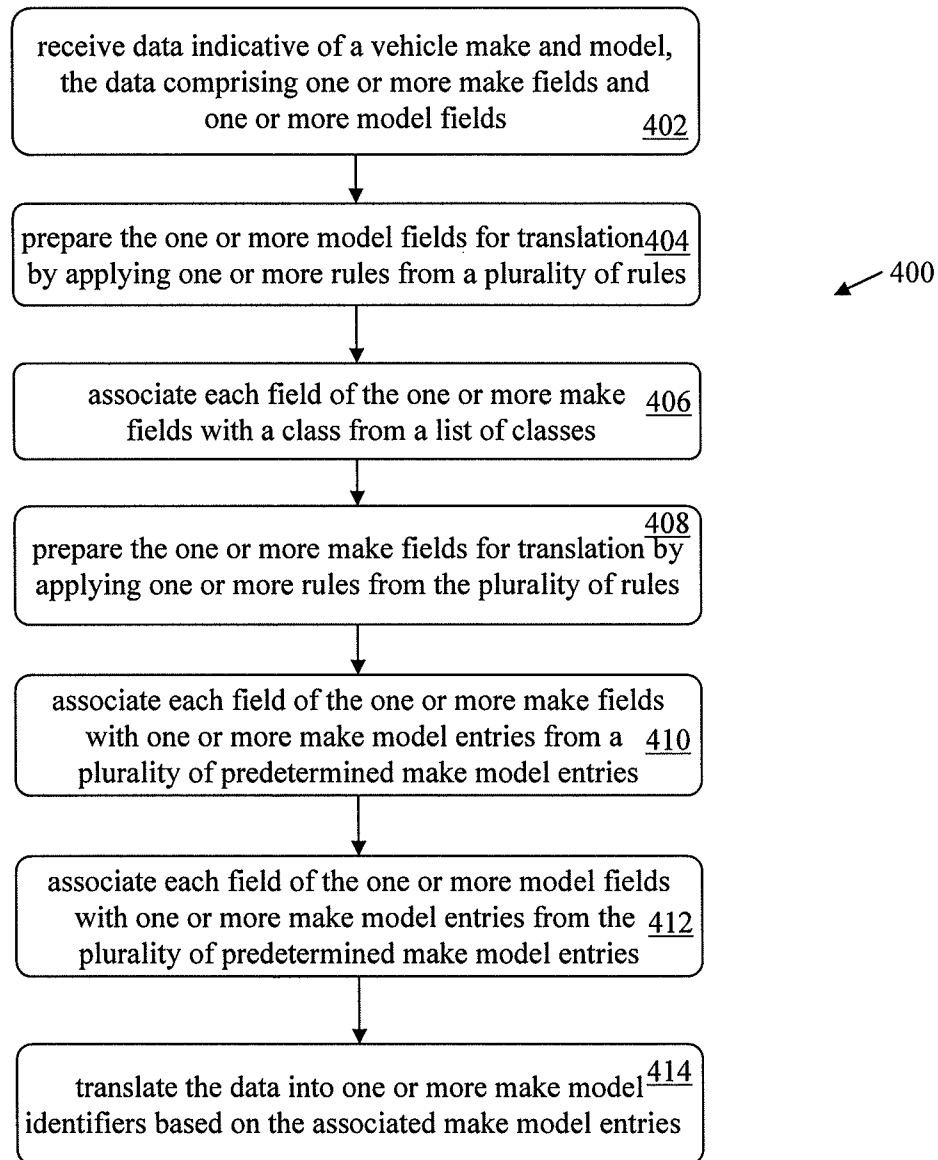 receive data indicative of a vehicle make and model,
the data comprising one or more make fields and
one or more model fields
402
prepare the one or more model fields for translation 404
by applying one or more rules from a plurality of rules
400
associate each field of the one or more make 406
fields with a class from a list of classes
408
prepare the one or more make fields for translation by
applying one or more rules from the plurality of rules
associate each field of the one or more make fields
with one or more make model entries from a 410
plurality of predetermined make model entries
associate each field of the one or more model fields
with one or more make model entries from the 412
plurality of predetermined make model entries
translate the data into one or more make model 414
identifiers based on the associated make model entries